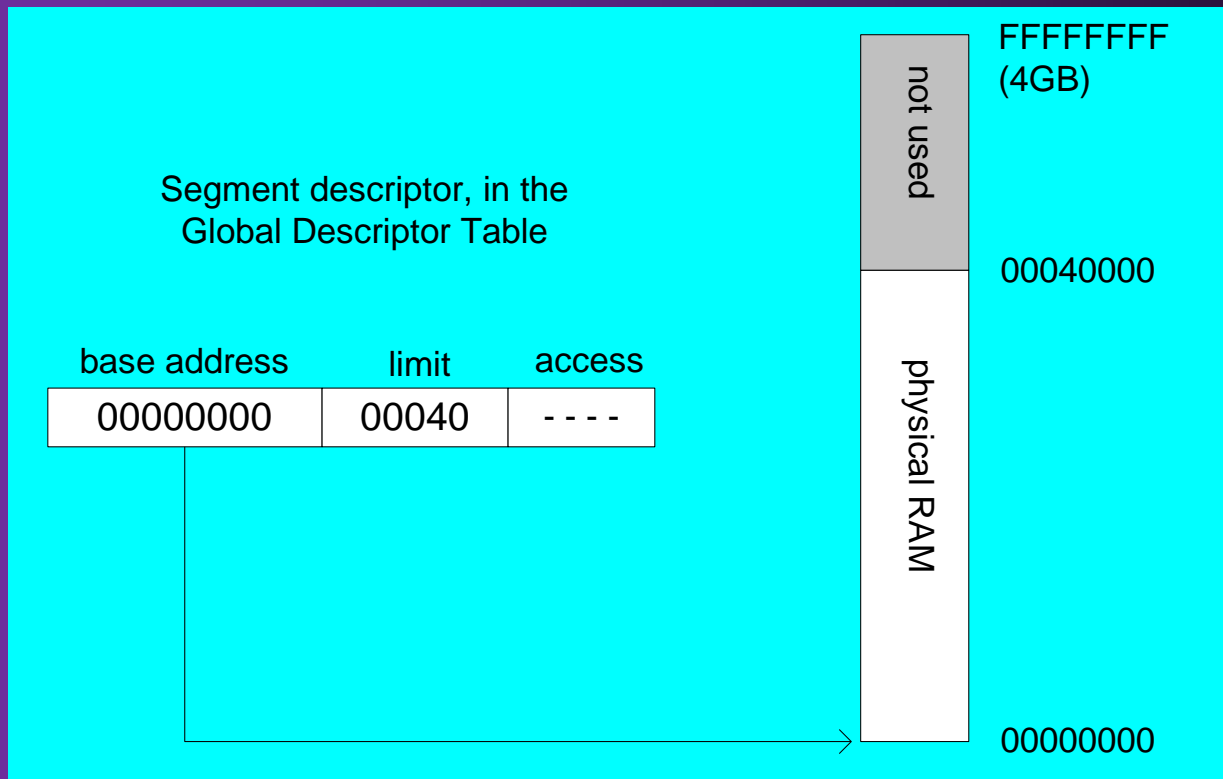 FFFFFFFF
(4GB)
not used
Segment descriptor, in the
Global Descriptor Table
00040000
base address limit access
00000000 00040 - - - -
physical RAM
00000000